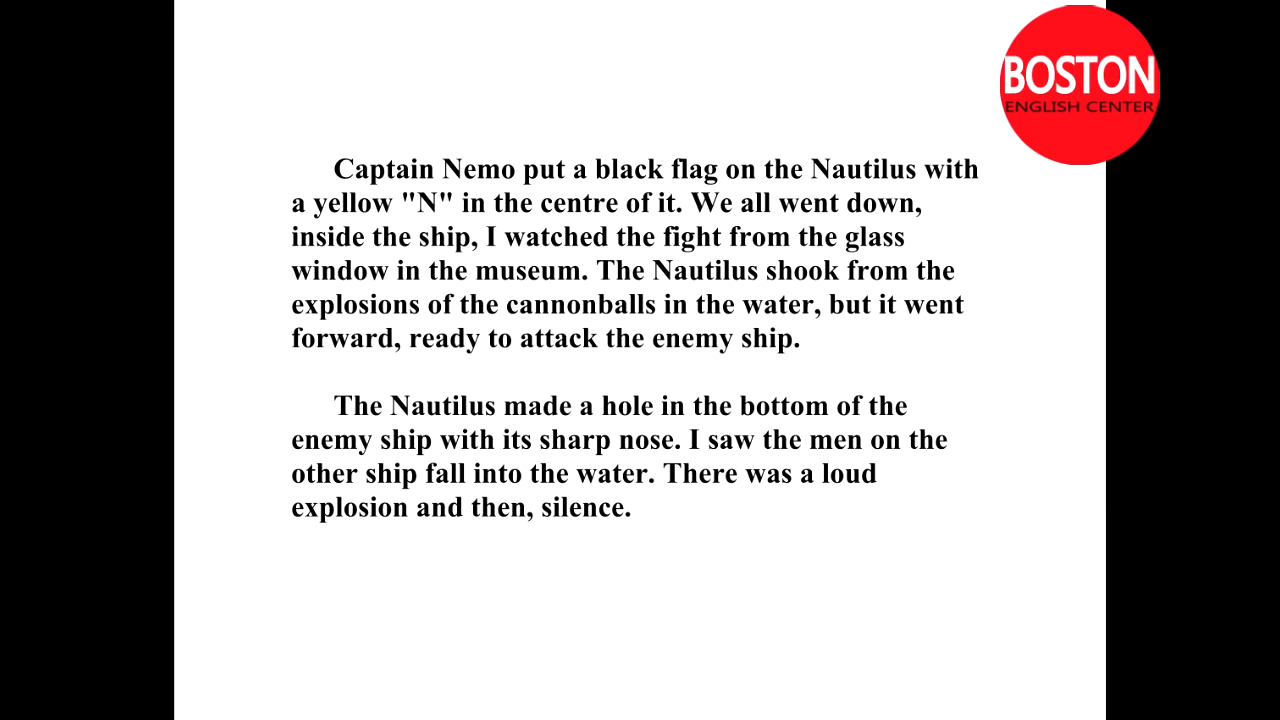 BOSTON
ENGLISH CENTER
Captain Nemo put a black flag on the Nautilus with
a yellow "N" in the centre of it. We all went down,
inside the ship, I watched the fight from the glass
window in the museum. The Nautilus shook from the
explosions of the cannonballs in the water, but it went
forward, ready to attack the enemy ship.
The Nautilus made a hole in the bottom of the
enemy ship with its sharp nose. I saw the men on the
other ship fall into the water. There was a loud
explosion and then, silence.